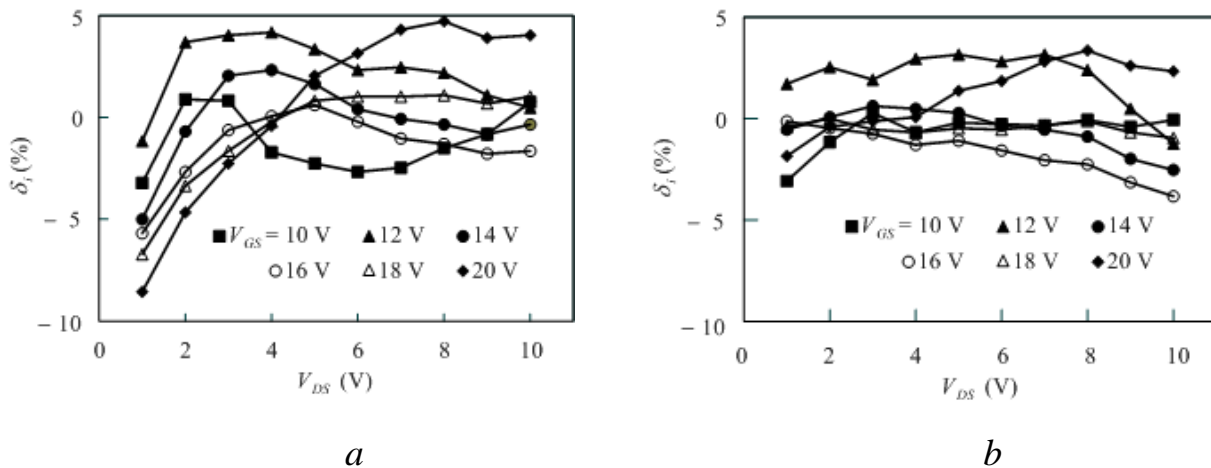 5
0
− 5
− 10
δi (%)
VGS = 10 V 12 V 14 V
16 V 18 V 20 V
0 2 4 6 8 10
VDS (V)
a
5
0
− 5
− 10
δi (%)
VGS = 10 V 12 V 14 V
16 V 18 V 20 V
0 2 4 6 8 10
VDS (V)
b